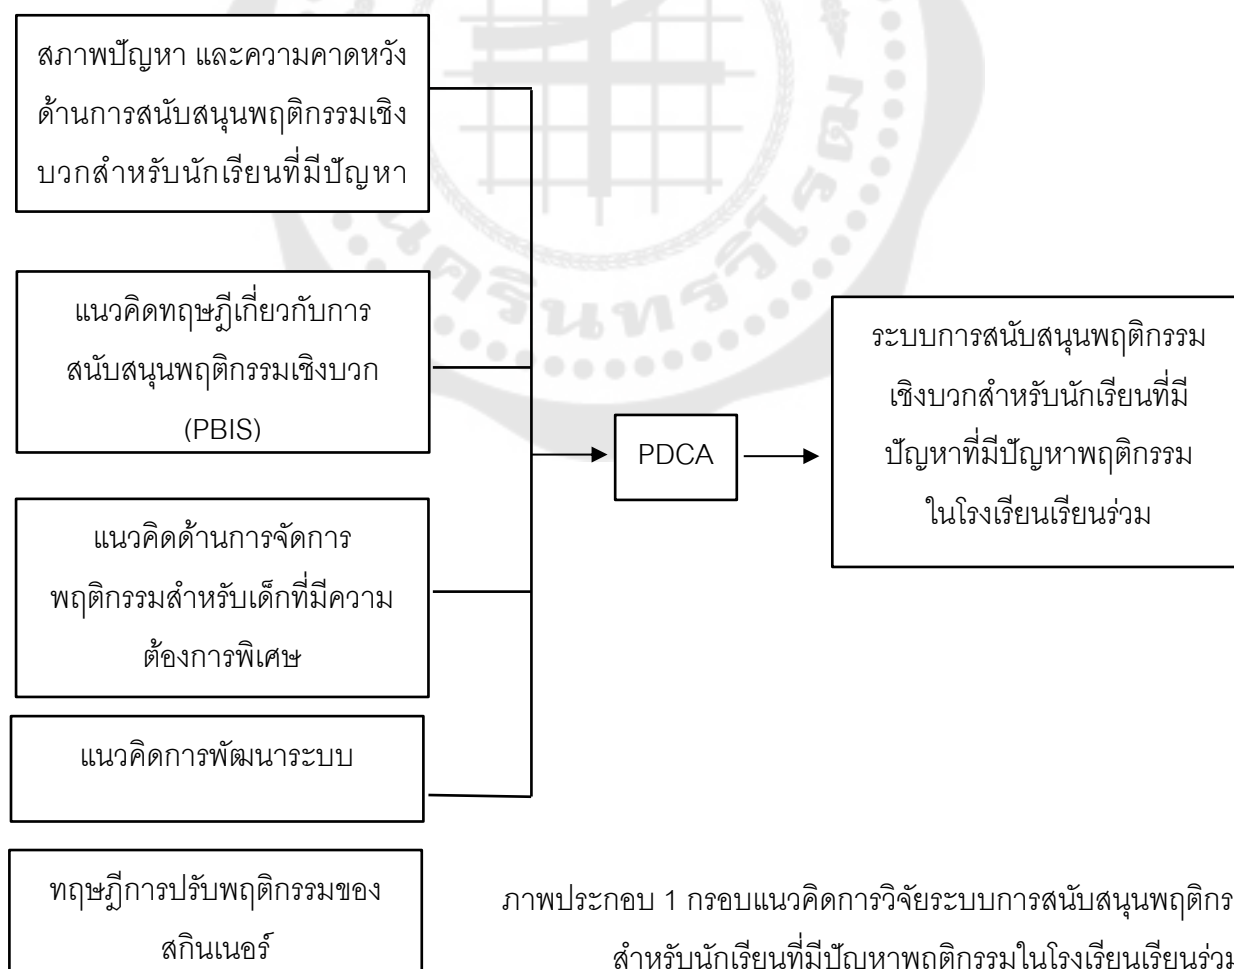 สภาพปัญหา และความคาดหวัง
ด้านการสนับสนุนพฤติกรรมเชิง
บวกสำหรับนักเรียนที่มีปัญหา
แนวคิดทฤษฎีเกี่ยวกับการ
สนับสนุนพฤติกรรมเชิงบวก
(PBIS)
แนวคิดด้านการจัดการ
พฤติกรรมสำหรับเด็กที่มีความ
ต้องการพิเศษ
แนวคิดการพัฒนาระบบ
ทฤษฎีการปรับพฤติกรรมของ
สกินเนอร์
PDCA
ระบบการสนับสนุนพฤติกรรม
เชิงบวกสำหรับนักเรียนที่มี
ปัญหาที่มีปัญหาพฤติกรรม
ในโรงเรียนเรียนร่วม
ภาพประกอบ 1 กรอบแนวคิดการวิจัยระบบการสนับสนุนพฤติกร
สำหรับนักเรียนที่มีปัญหาพฤติกรรมในโรงเรียนเรียนร่วม
นครินทรวิโรฒ